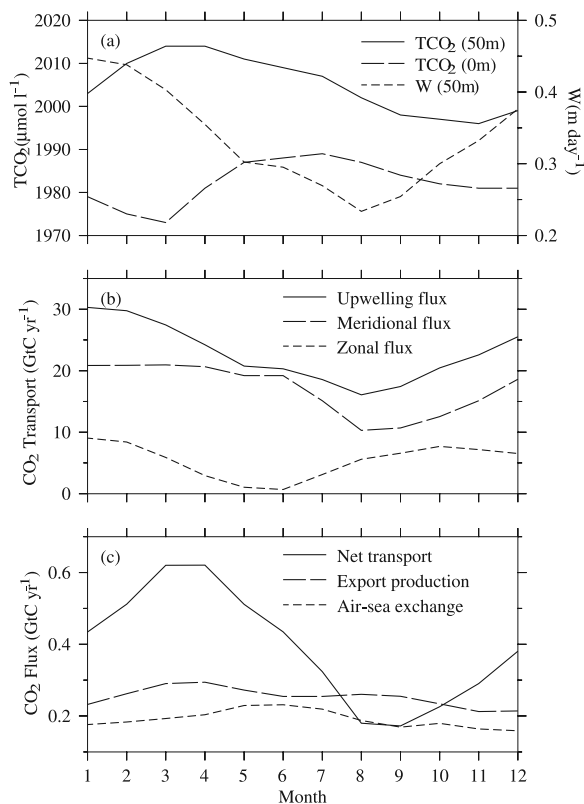 (a)
TCO₂ (50m)
TCO₂ (0m)
W (50m)
2020
2010
2000
1990
1980
1970
TCO₂(µmol l⁻¹)
0.5
0.4
0.3
0.2
W(m day⁻¹)
(b)
Upwelling flux
Meridional flux
Zonal flux
30
20
10
0
CO₂ Transport (GtC yr⁻¹)
(c)
Net transport
Export production
Air-sea exchange
0.6
0.4
0.2
CO₂ Flux (GtC yr⁻¹)
1 2 3 4 5 6 7 8 9 10 11 12
Month